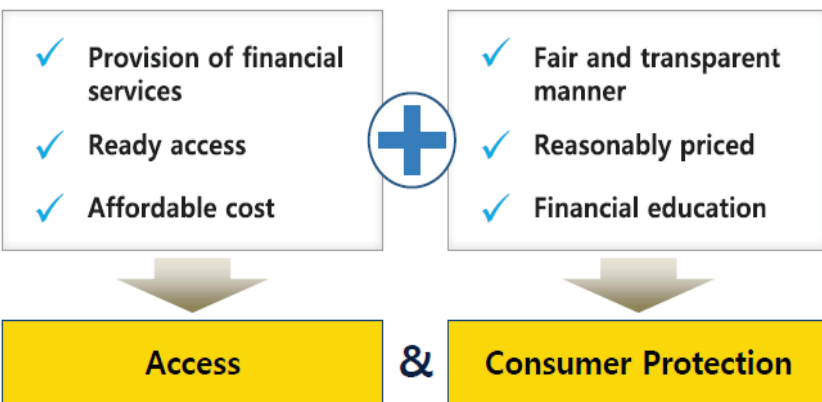 Provision of financial
services
Ready access
Affordable cost
Fair and transparent
manner
Reasonably priced
Financial education
Access
&
Consumer Protection